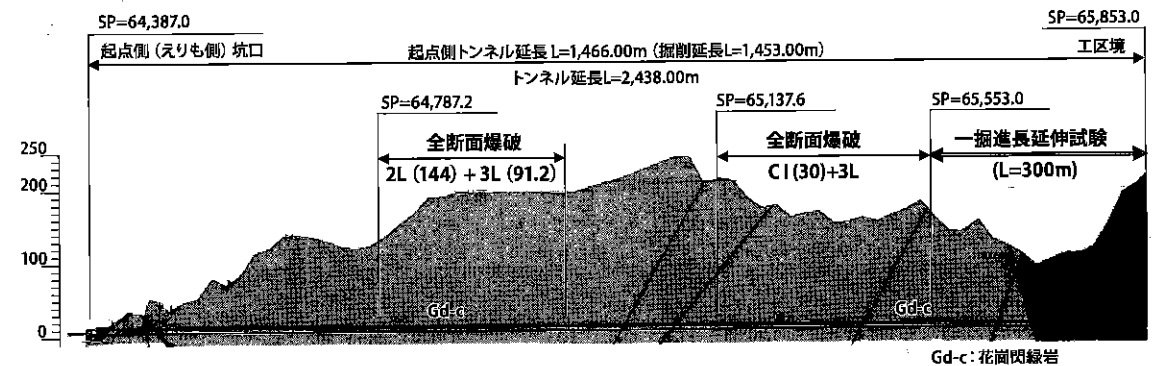 SP=64,387.0
SP=65,853.0
起点側（えりも側）坑口
起点側トンネル延長L=1,466.00m（掘削延長L=1,453.00m）
工区境
トンネル延長L=2,438.00m
SP=64,787.2
SP=65,137.6
SP=65,553.0
全断面爆破
全断面爆破
一掘進長延伸試験
2L（144）+3L（91.2）
CⅠ(30)+3L
(L=300m)
250
200
100
0
Gd-c
Gd-c
Gd-c：花崗閃緑岩